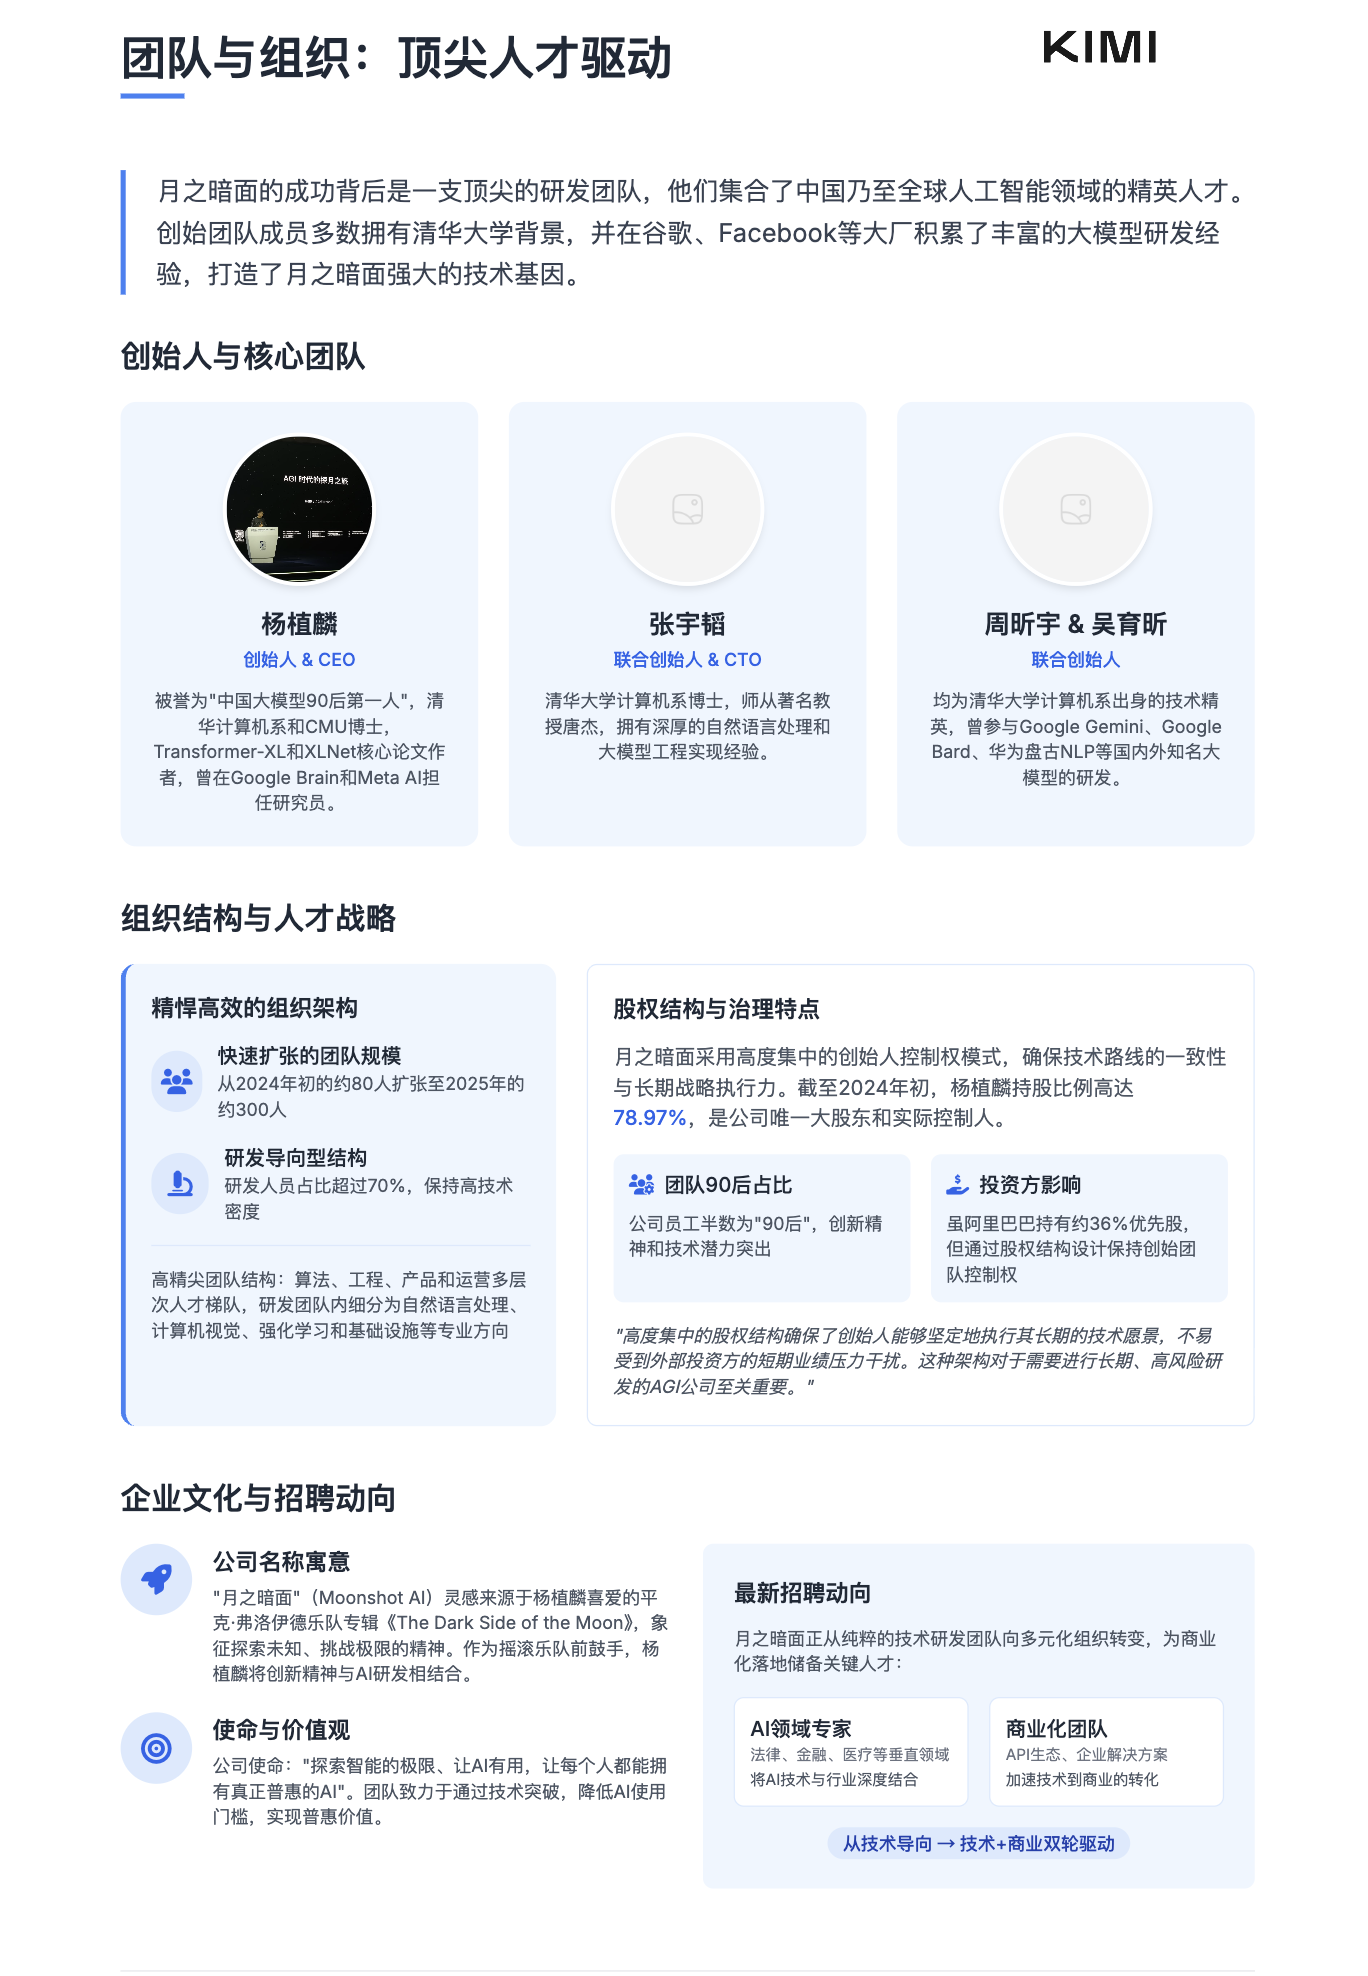 团队与组织：顶尖人才驱动
KIMI
月之暗面的成功背后是一支顶尖的研发团队，他们集合了中国乃至全球人工智能领域的精英人才。
创始团队成员多数拥有清华大学背景，并在谷歌、Facebook等大厂积累了丰富的大模型研发经
验，打造了月之暗面强大的技术基因。
创始人与核心团队
AGI 时代的探月之旅
杨植麟
创始人 & CEO
被誉为"中国大模型90后第一人"，清
华计算机系和CMU博士，
Transformer-XL和XLNet核心论文作
者，曾在Google Brain和Meta AI担
任研究员。
张宇韬
联合创始人 & CTO
清华大学计算机系博士，师从著名教
授唐杰，拥有深厚的自然语言处理和
大模型工程实现经验。
周昕宇 & 吴育昕
联合创始人
均为清华大学计算机系出身的技术精
英，曾参与Google Gemini、Google
Bard、华为盘古NLP等国内外知名大
模型的研发。
组织结构与人才战略
精悍高效的组织架构
快速扩张的团队规模
从2024年初的约80人扩张至2025年的
约300人
研发导向型结构
研发人员占比超过70%，保持高技术
密度
高精尖团队结构：算法、工程、产品和运营多层
次人才梯队，研发团队内细分为自然语言处理、
计算机视觉、强化学习和基础设施等专业方向
股权结构与治理特点
月之暗面采用高度集中的创始人控制权模式，确保技术路线的一致性
与长期战略执行力。截至2024年初，杨植麟持股比例高达
78.97%，是公司唯一大股东和实际控制人。
团队90后占比
公司员工半数为"90后"，创新精
神和技术潜力突出
投资方影响
虽阿里巴巴持有约36%优先股，
但通过股权结构设计保持创始团
队控制权
"高度集中的股权结构确保了创始人能够坚定地执行其长期的技术愿景，不易
受到外部投资方的短期业绩压力干扰。这种架构对于需要进行长期、高风险研
发的AGI公司至关重要。"
企业文化与招聘动向
公司名称寓意
"月之暗面"（Moonshot AI）灵感来源于杨植麟喜爱的平
克·弗洛伊德乐队专辑《The Dark Side of the Moon》，象
征探索未知、挑战极限的精神。作为摇滚乐队前鼓手，杨
植麟将创新精神与AI研发相结合。
使命与价值观
公司使命："探索智能的极限、让AI有用，让每个人都能拥
有真正普惠的AI"。团队致力于通过技术突破，降低AI使用
门槛，实现普惠价值。
最新招聘动向
月之暗面正从纯粹的技术研发团队向多元化组织转变，为商业
化落地储备关键人才：
AI领域专家
法律、金融、医疗等垂直领域
将AI技术与行业深度结合
商业化团队
API生态、企业解决方案
加速技术到商业的转化
从技术导向 → 技术+商业双轮驱动